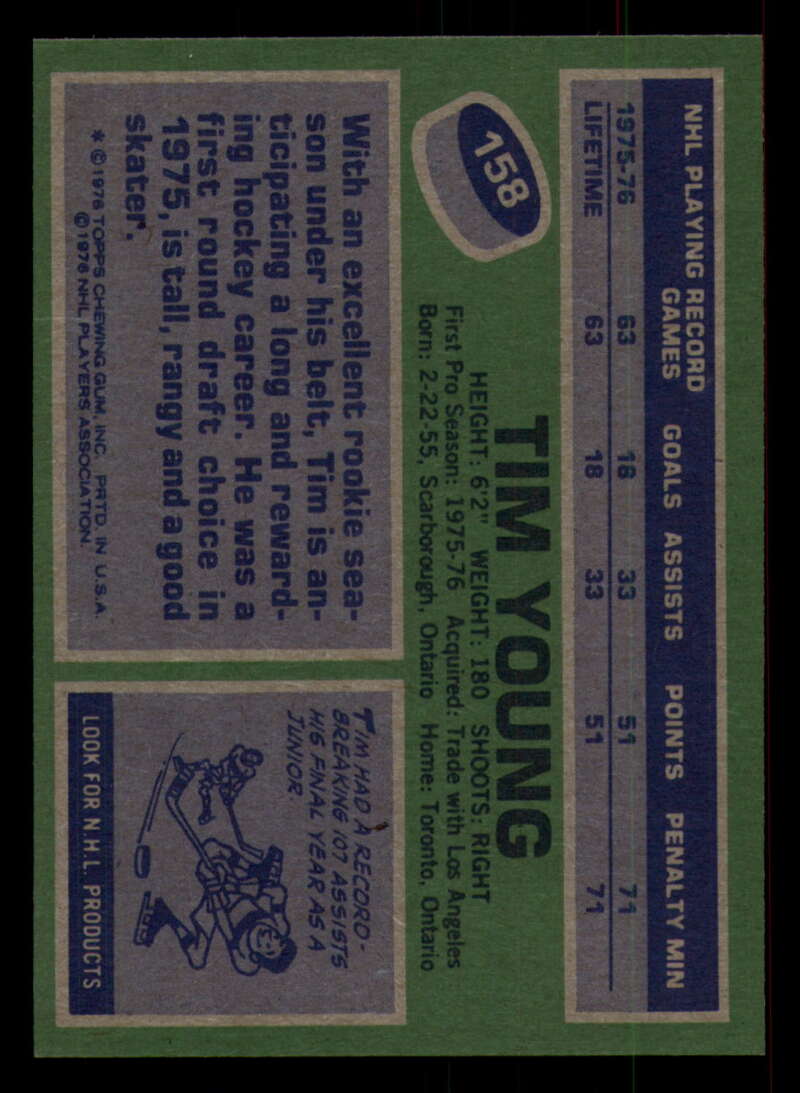 NHL PLAYING RECORD
GAMES GOALS ASSISTS POINTS PENALTY MIN
1975-76 63 18 33 51 71
LIFETIME 63 18 33 51 71
158
TIM YOUNG
HEIGHT: 6'2" WEIGHT: 180 SHOOTS: RIGHT
First Pro Season: 1975-76 Acquired: Trade with Los Angeles
Born: 2-22-55, Scarborough, Ontario Home: Toronto, Ontario
With an excellent rookie sea-
son under his belt, Tim is an-
ticipating a long and reward-
ing hockey career. He was a
first round draft choice in
1975, is tall, rangy and a good
skater.
* © 1976 TOPPS CHEWING GUM, INC. PRTD. IN U.S.A.
© 1976 NHL PLAYERS ASSOCIATION.
TIM HAD A RECORD-
BREAKING 107 ASSISTS
HIS FINAL YEAR AS A
JUNIOR.
LOOK FOR N.H.L. PRODUCTS